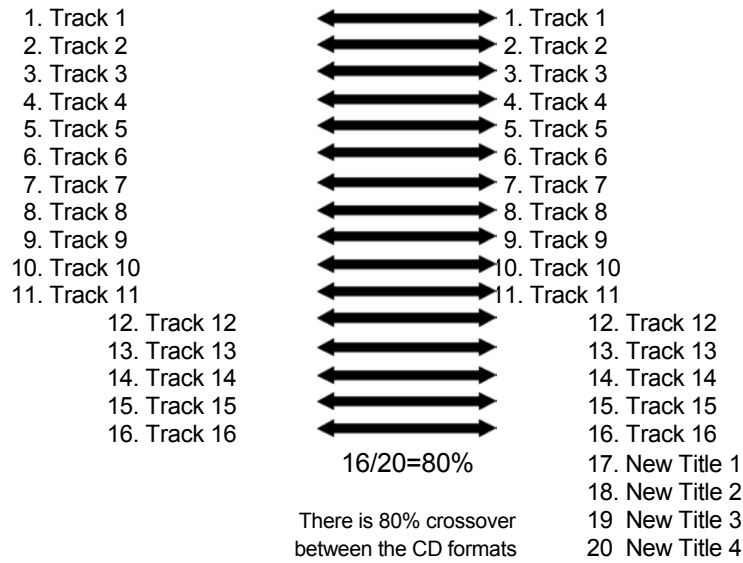 1. Track 1 1. Track 1
2. Track 2 2. Track 2
3. Track 3 3. Track 3
4. Track 4 4. Track 4
5. Track 5 5. Track 5
6. Track 6 6. Track 6
7. Track 7 7. Track 7
8. Track 8 8. Track 8
9. Track 9 9. Track 9
10. Track 10 10. Track 10
11. Track 11 11. Track 11
12. Track 12 12. Track 12
13. Track 13 13. Track 13
14. Track 14 14. Track 14
15. Track 15 15. Track 15
16. Track 16 16. Track 16
16/20=80% 17. New Title 1
18. New Title 2
There is 80% crossover 19 New Title 3
between the CD formats 20 New Title 4